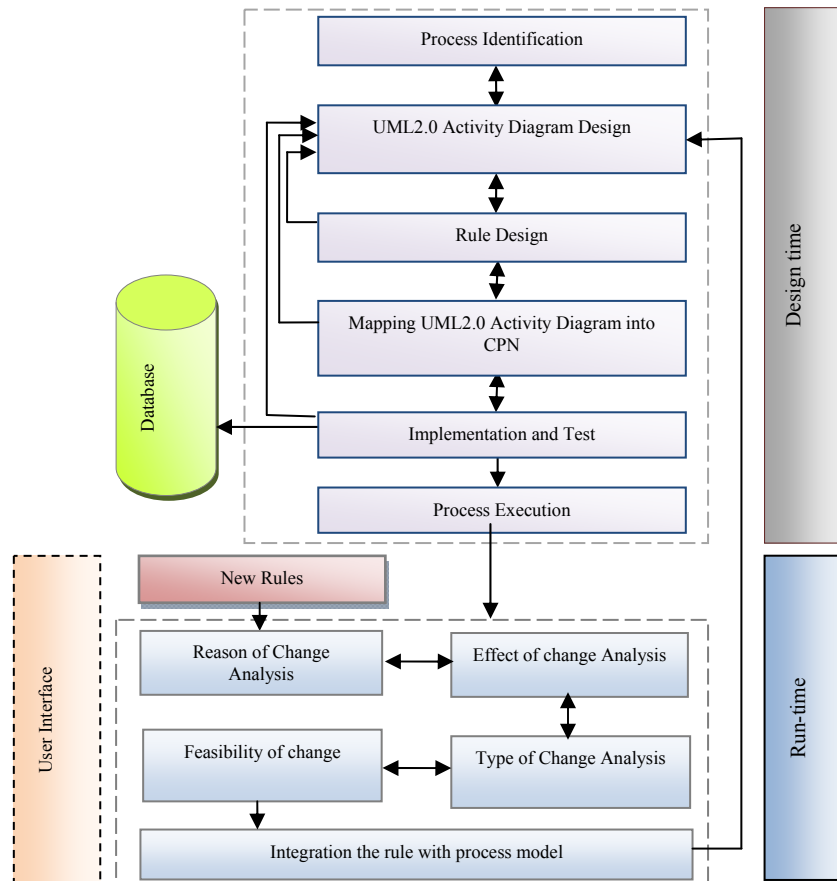 Process Identification
UML2.0 Activity Diagram Design
Rule Design
Mapping UML2.0 Activity Diagram into
CPN
Implementation and Test
Process Execution
Database
Design time
New Rules
Reason of Change
Analysis
Effect of change Analysis
Feasibility of change
Type of Change Analysis
Integration the rule with process model
User Interface
Run-time